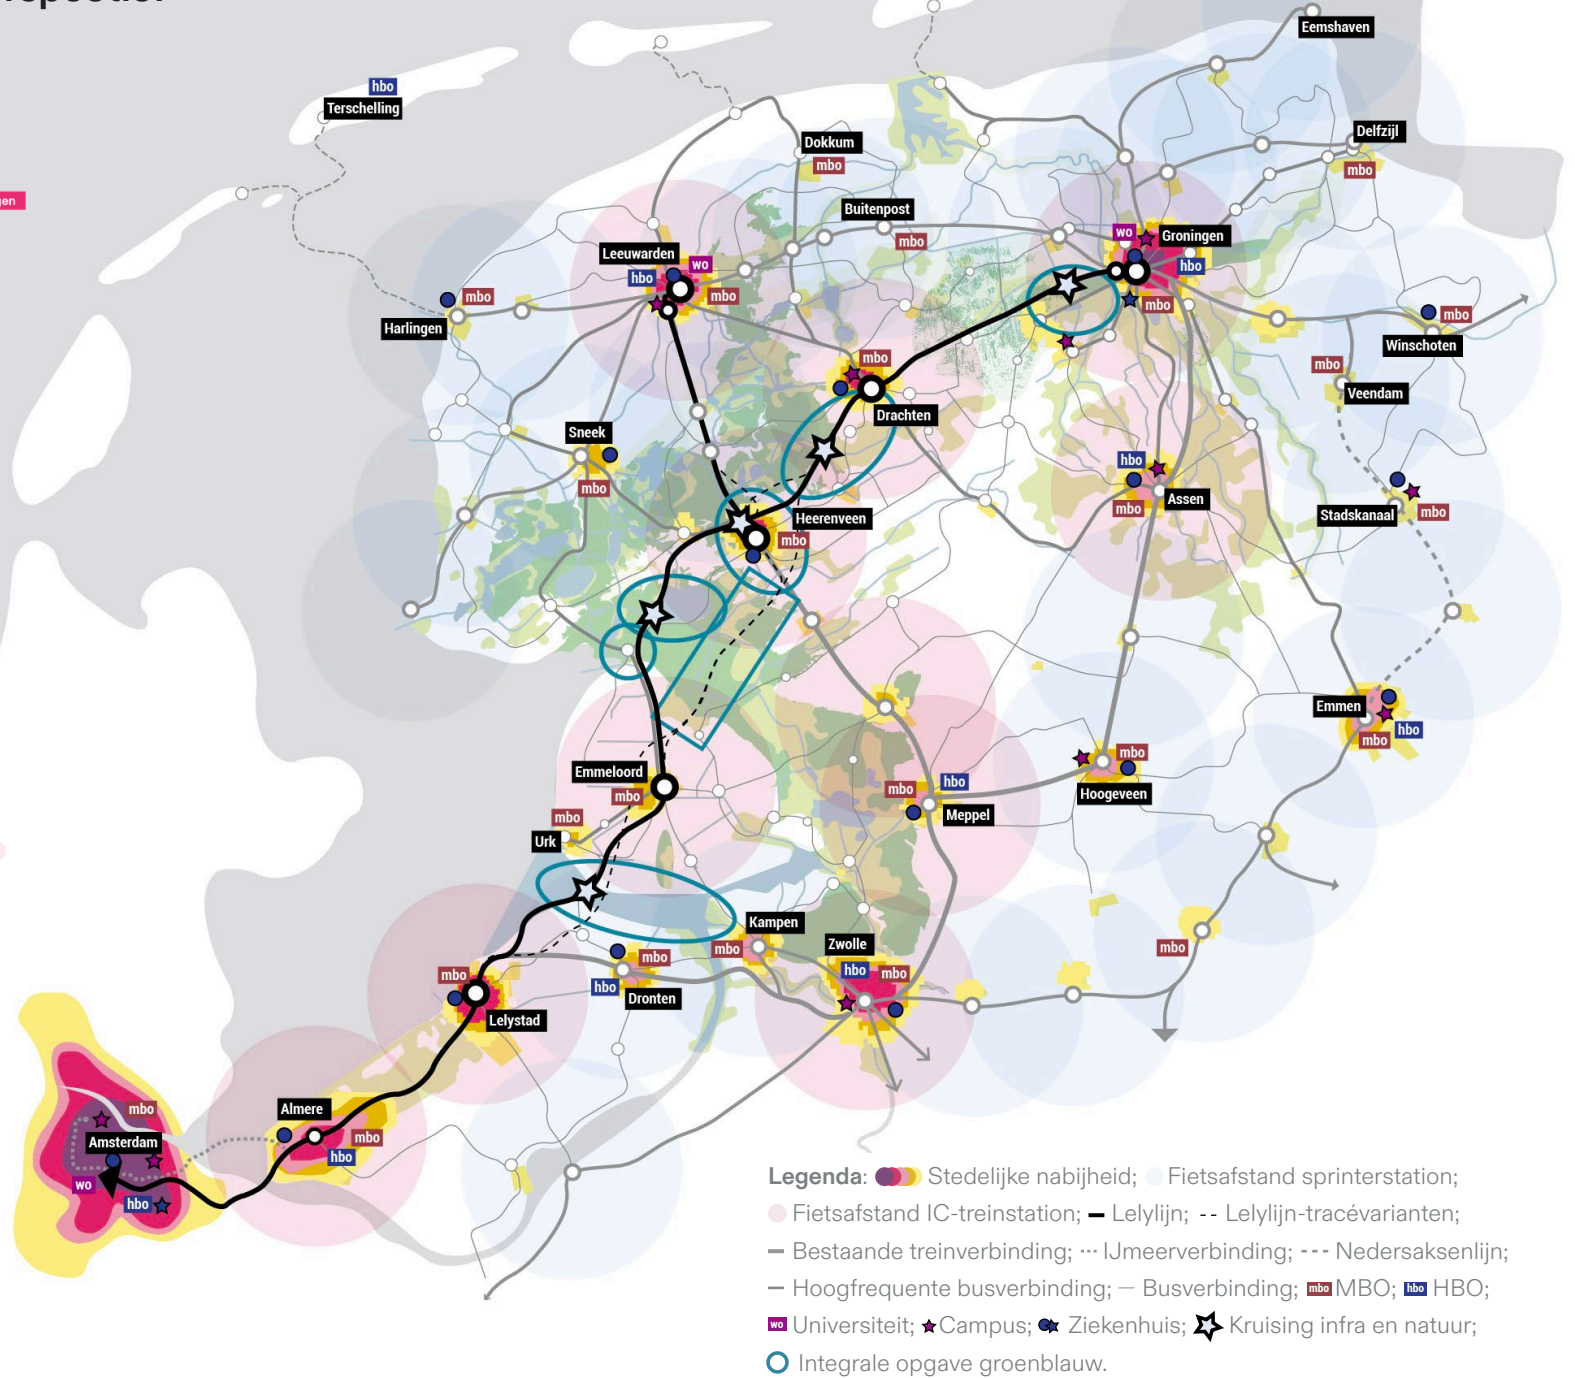 Eemshaven
hbo
Terschelling
Dokkum
mbo
Delfzijl
mbo
Buitenpost
mbo
wo
Groningen
hbo
mbo
Leeuwarden
wo
hbo
mbo
mbo
Harlingen
mbo
Winschoten
mbo
Veendam
mbo
Drachten
Sneek
mbo
hbo
Assen
mbo
Stadskanaal
mbo
Heerenveen
mbo
Emmen
hbo
mbo
Emmeloord
mbo
mbo
Urk
mbo
hbo
Meppel
mbo
Hoogeveen
Kampen
mbo
Zwolle
hbo
mbo
mbo
mbo
hbo
Dronten
mbo
Lelystad
Almere
mbo
hbo
mbo
Amsterdam
wo
hbo
Legenda: Stedelijke nabijheid; Fietsafstand sprinterstation;
Fietsafstand IC-treinstation; Lelylijn; Lelylijn-tracévarianten;
Bestaande treinverbinding; IJmeerverbinding; Nedersaksenlijn;
Hoogfrequente busverbinding; Busverbinding; mbo MBO; hbo HBO;
wo Universiteit; Campus; Ziekenhuis; Kruising infra en natuur;
Integrale opgave groenblauw.